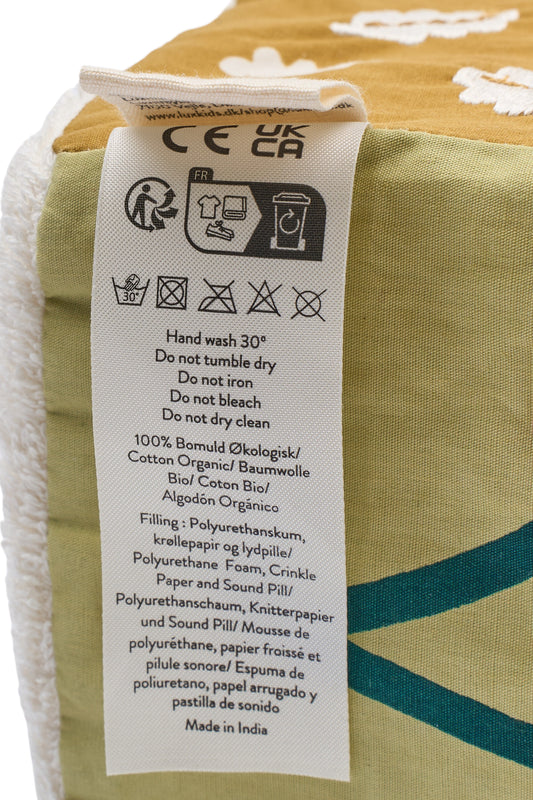 www.luxkids.dk/shop
CE UK
CA
FR
30°
Hand wash 30°
Do not tumble dry
Do not iron
Do not bleach
Do not dry clean
100% Bomuld Økologisk/
Cotton Organic/ Baumwolle
Bio/ Coton Bio/
Algodón Orgánico
Filling : Polyurethanskum,
krøllepapir og lydpille/
Polyurethane Foam, Crinkle
Paper and Sound Pill/
Polyurethanschaum, Knitterpapier
und Sound Pill/ Mousse de
polyuréthane, papier froissé et
pilule sonore/ Espuma de
poliuretano, papel arrugado y
pastilla de sonido
Made in India